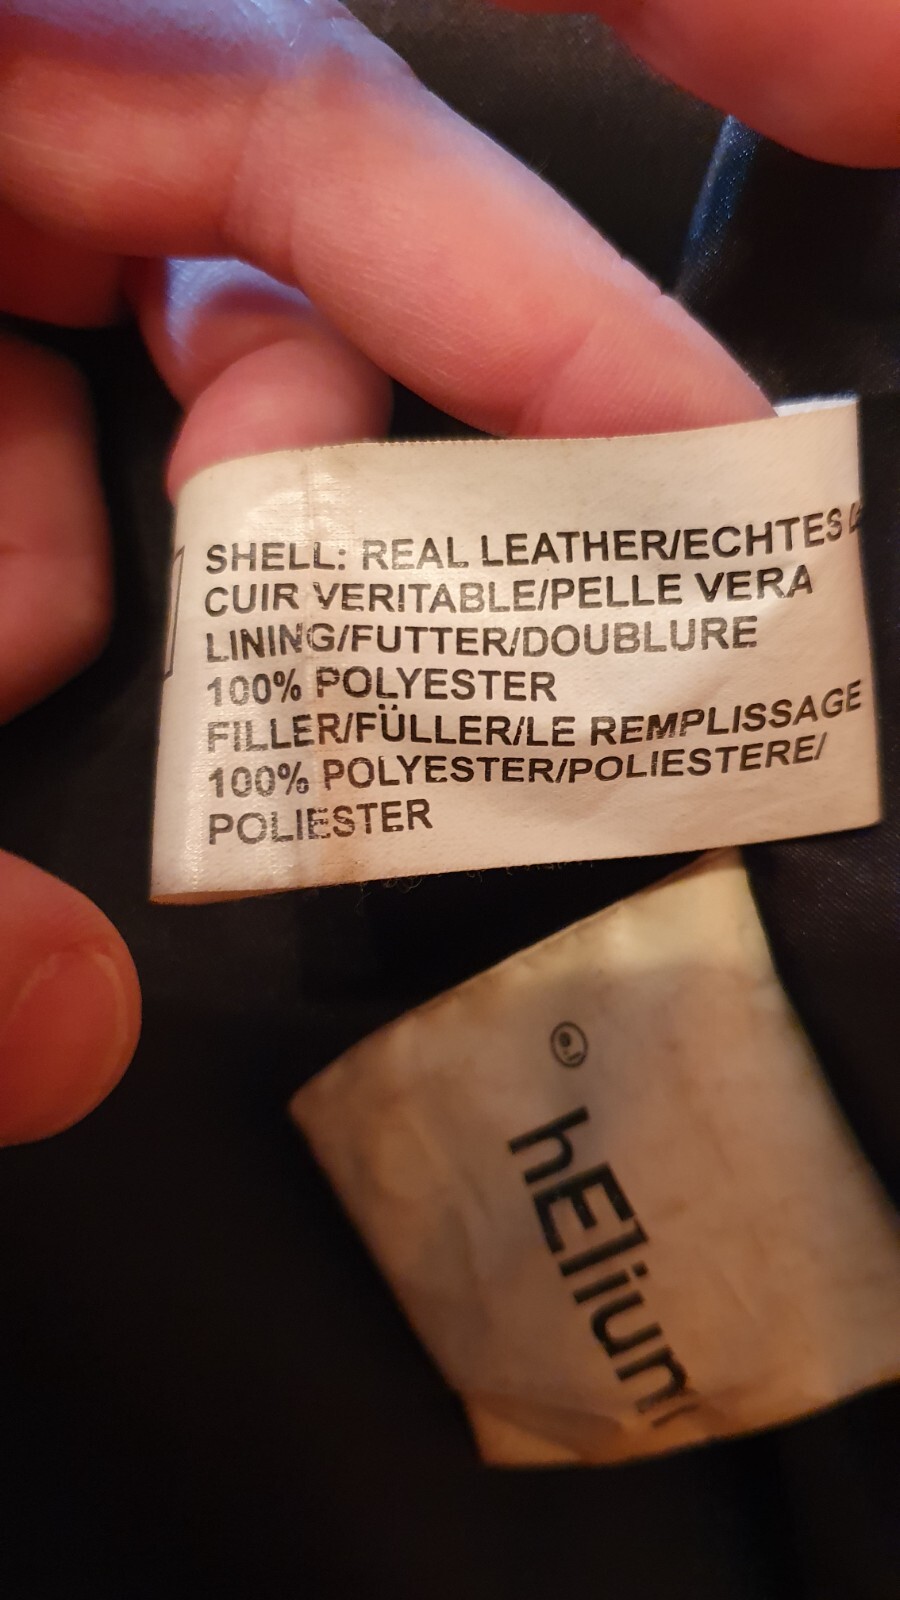 SHELL: REAL LEATHER/ECHTES
CUIR VERITABLE/PELLE VERA
LINING/FUTTER/DOUBLURE
100% POLYESTER
FILLER/FÜLLER/LE REMPLISSAGE
100% POLYESTER/POLIESTERE/
POLIESTER
hElium